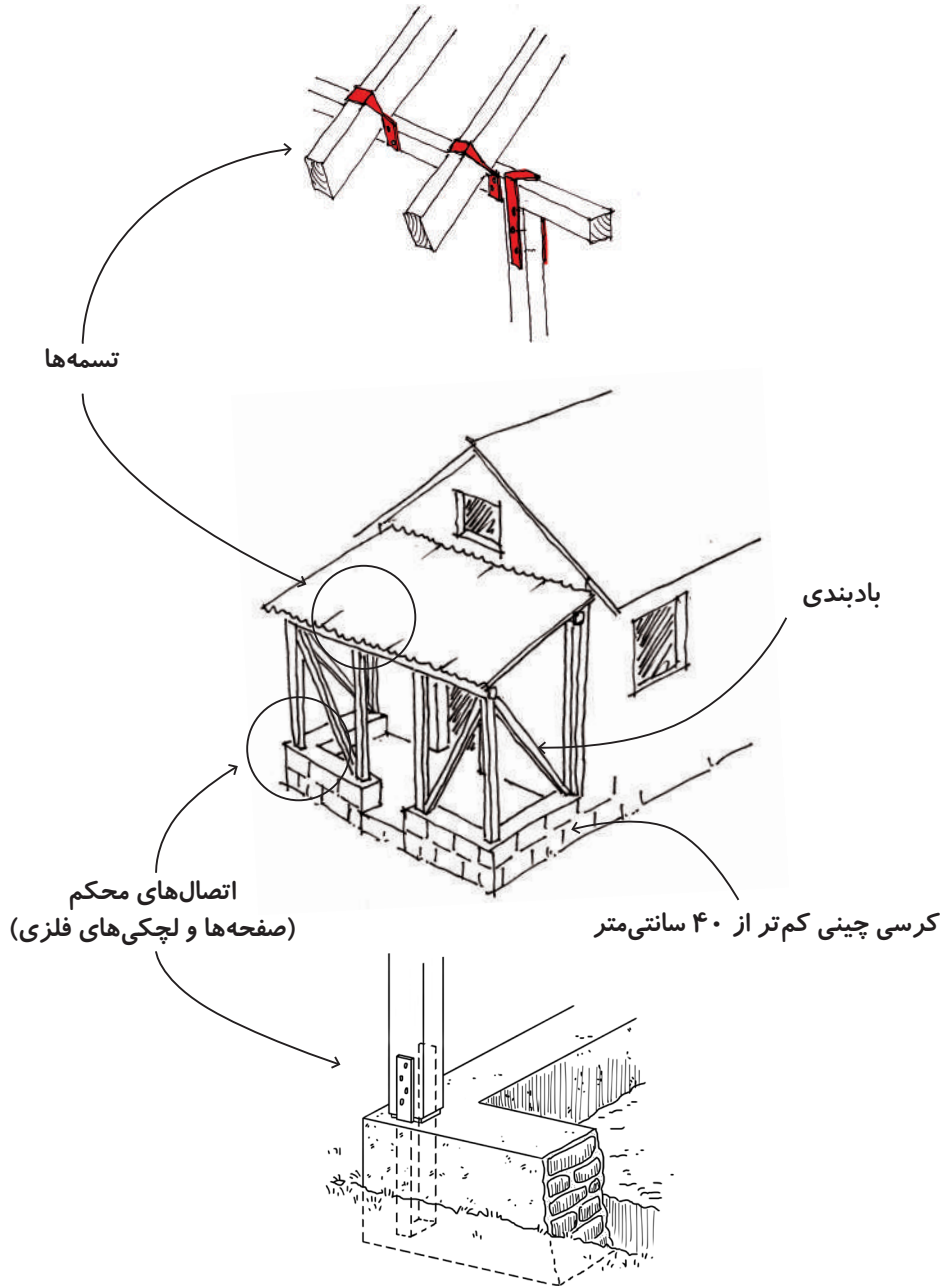 تسمه‌ها
بادبندی
اتصال‌های محکم
(صفحه‌ها و لچکی‌های فلزی)
کرسی چینی کم‌تر از ۴۰ سانتی‌متر